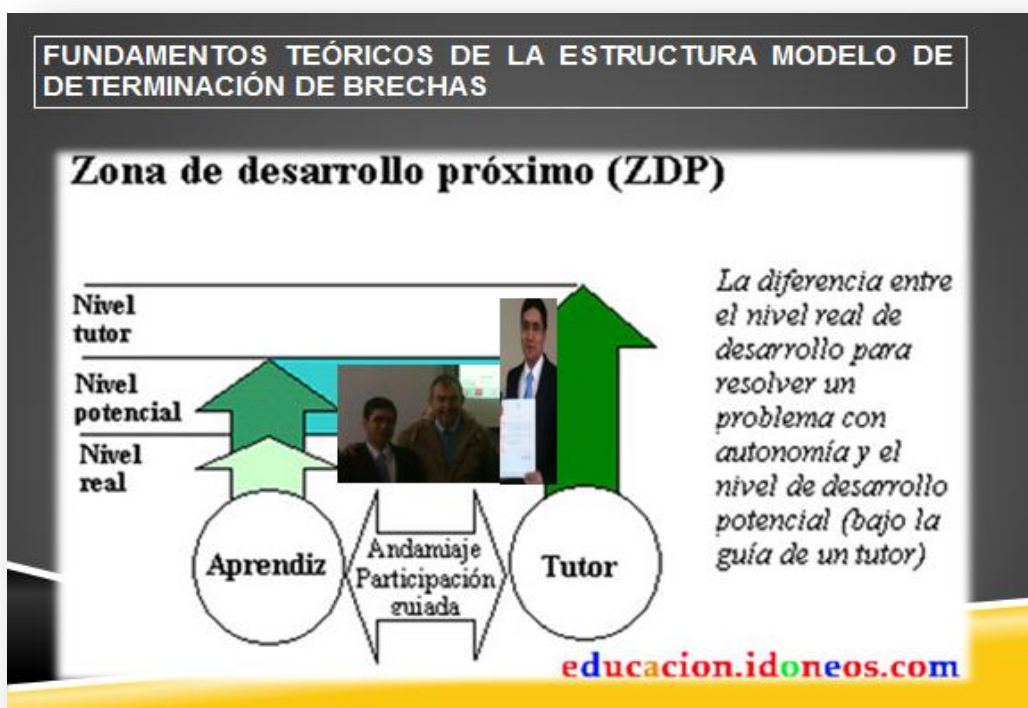 FUNDAMENTOS TEÓRICOS DE LA ESTRUCTURA MODELO DE
DETERMINACIÓN DE BRECHAS
Zona de desarrollo próximo (ZDP)
Nivel
tutor
Nivel
potencial
Nivel
real
Aprendiz
Andamiaje
Participación
guiada
Tutor
La diferencia entre
el nivel real de
desarrollo para
resolver un
problema con
autonomía y el
nivel de desarrollo
potencial (bajo la
guía de un tutor)
educacion.idoneos.com